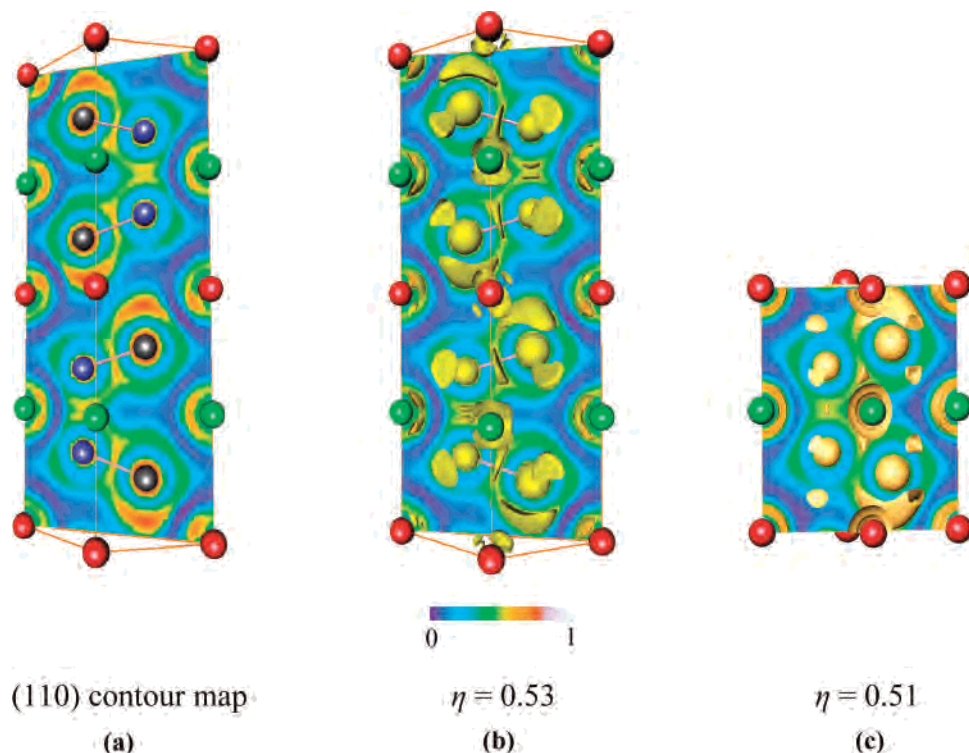 0 1
(110) contour map η = 0.53 η = 0.51
(a) (b) (c)